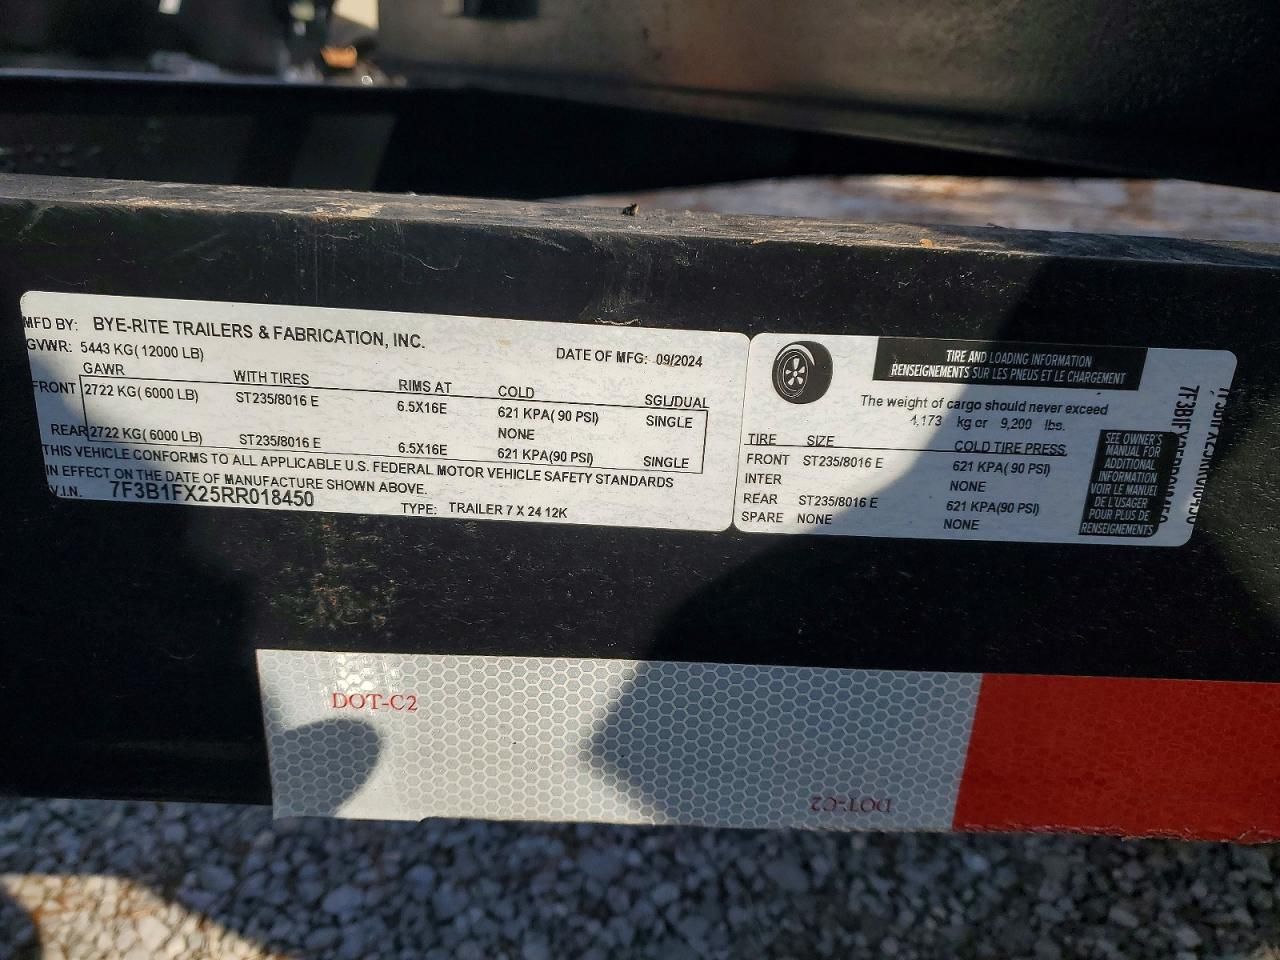 MFD BY: BYE-RITE TRAILERS & FABRICATION, INC.
GVWR: 5443 KG( 12000 LB) DATE OF MFG: 09/2024
GAWR WITH TIRES RIMS AT COLD SGL/DUAL
FRONT 2722 KG( 6000 LB) ST235/8016 E 6.5X16E 621 KPA( 90 PSI) SINGLE
NONE
REAR 2722 KG( 6000 LB) ST235/8016 E 6.5X16E 621 KPA(90 PSI) SINGLE
THIS VEHICLE CONFORMS TO ALL APPLICABLE U.S. FEDERAL MOTOR VEHICLE SAFETY STANDARDS
IN EFFECT ON THE DATE OF MANUFACTURE SHOWN ABOVE.
V.I.N. 7F3B1FX25RR018450 TYPE: TRAILER 7 X 24 12K
TIRE AND LOADING INFORMATION
RENSEIGNEMENTS SUR LES PNEUS ET LE CHARGEMENT
The weight of cargo should never exceed
4,173 kg or 9,200 lbs.
TIRE SIZE COLD TIRE PRESS.
FRONT ST235/8016 E 621 KPA( 90 PSI)
INTER NONE
REAR ST235/8016 E 621 KPA(90 PSI)
SPARE NONE NONE
SEE OWNER'S
MANUAL FOR
ADDITIONAL
INFORMATION
VOIR LE MANUEL
DE L'USAGER
POUR PLUS DE
RENSEIGNEMENTS
DOT-C2
DOT-C2